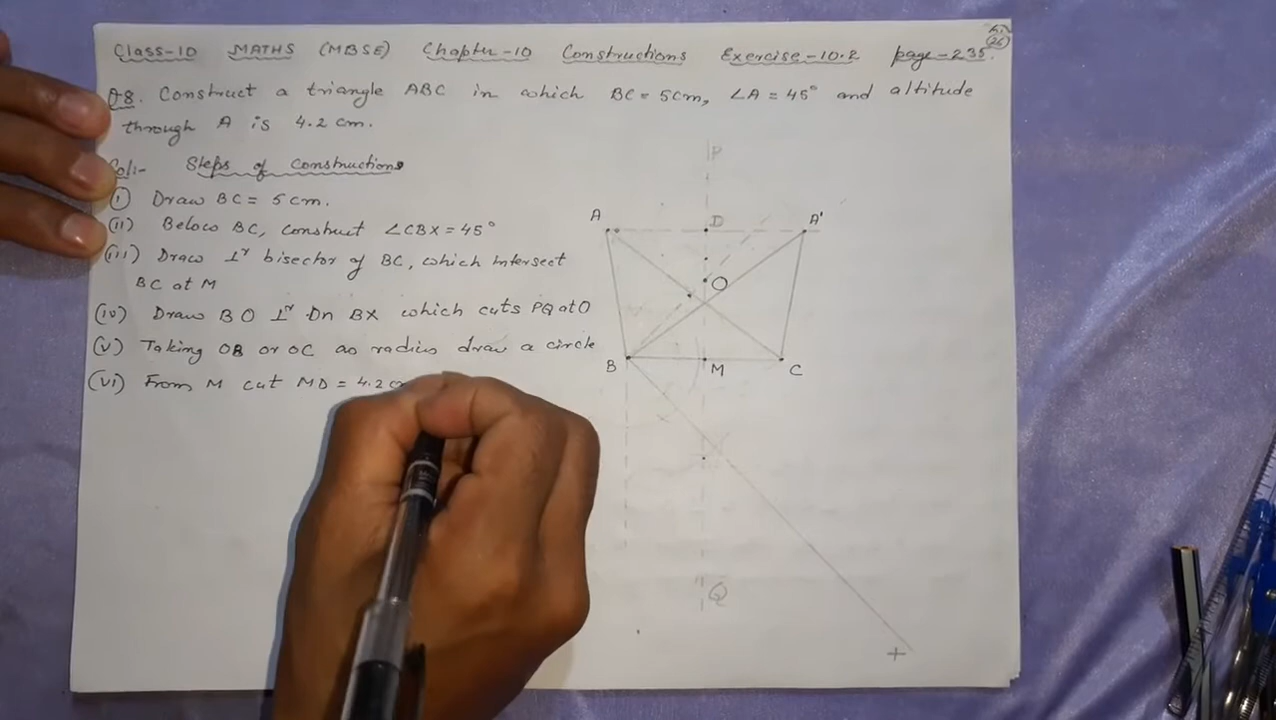 Class-10 MATHS (MBSE) Chapter-10 Constructions Exercise-10.2 page-235.
Q8. Construct a triangle ABC in which BC = 5cm, ∠A = 45° and altitude
through A is 4.2 cm.
Sol:- Steps of Constructions
(i) Draw BC = 5 cm.
(ii) Below BC, construct ∠CBX = 45°
(iii) Draw ⊥r bisector of BC, which intersect
BC at M
(iv) Draw BO ⊥r On BX which cuts PQ at O
(v) Taking OB or OC as radius draw a circle
(vi) From M cut MD = 4.2 c
P
A D A'
O
B M C
Q